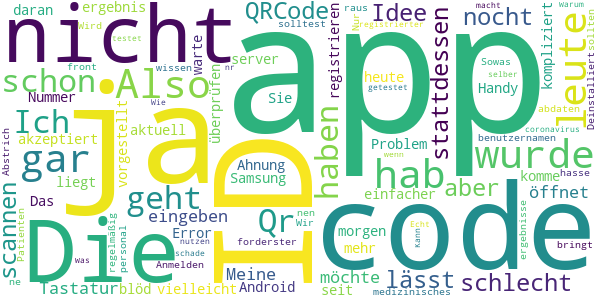 nicht
app
ja
code
Die
ID
daran
ergebnis
Wird
testet
QRCode
solltest
raus
Nur
registrierter
Idee
nocht
macht
Warum
sollten
Deinstalliert
leute
kompliziert
Sowas
selber
Handy
front
wissen
Warte
server
schon
Also
überprüfen
Sie
registrieren
heute
getestet
stattdessen
abdaten
coronavirus
benutzernamen
Nummer
Wie
nr
Ich
akzeptiert
vorgestellt
aktuell
Problem
wurde
Abstrich
gar
Ahnung
Samsung
haben
wenn
hab
einfacher
komme
hasse
liegt
geht
aber
öffnet
Das
scannen
Patienten
regelmäßig
personal
eingeben
Qr
nen
Wir
morgen
mehr
Echt
Kann
ergebnisse
Error
nutzen
forderster
schade
Anmelden
Meine
Android
möchte
seit
lässt
schlecht
bringt
medizinisches
ne
was
Tastatur
blöd
vielleicht